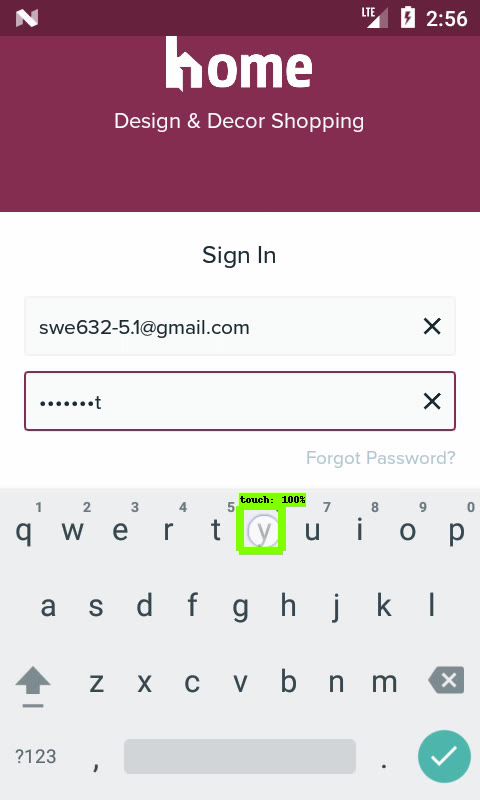 LTE 2:56
home
Design & Decor Shopping
Sign In
swe632-5.1@gmail.com
•••••••t
Forgot Password?
touch: 100%
1 2 3 4 5 7 8 9 0
q w e r t y u i o p
a s d f g h j k l
z x c v b n m
?123 , .